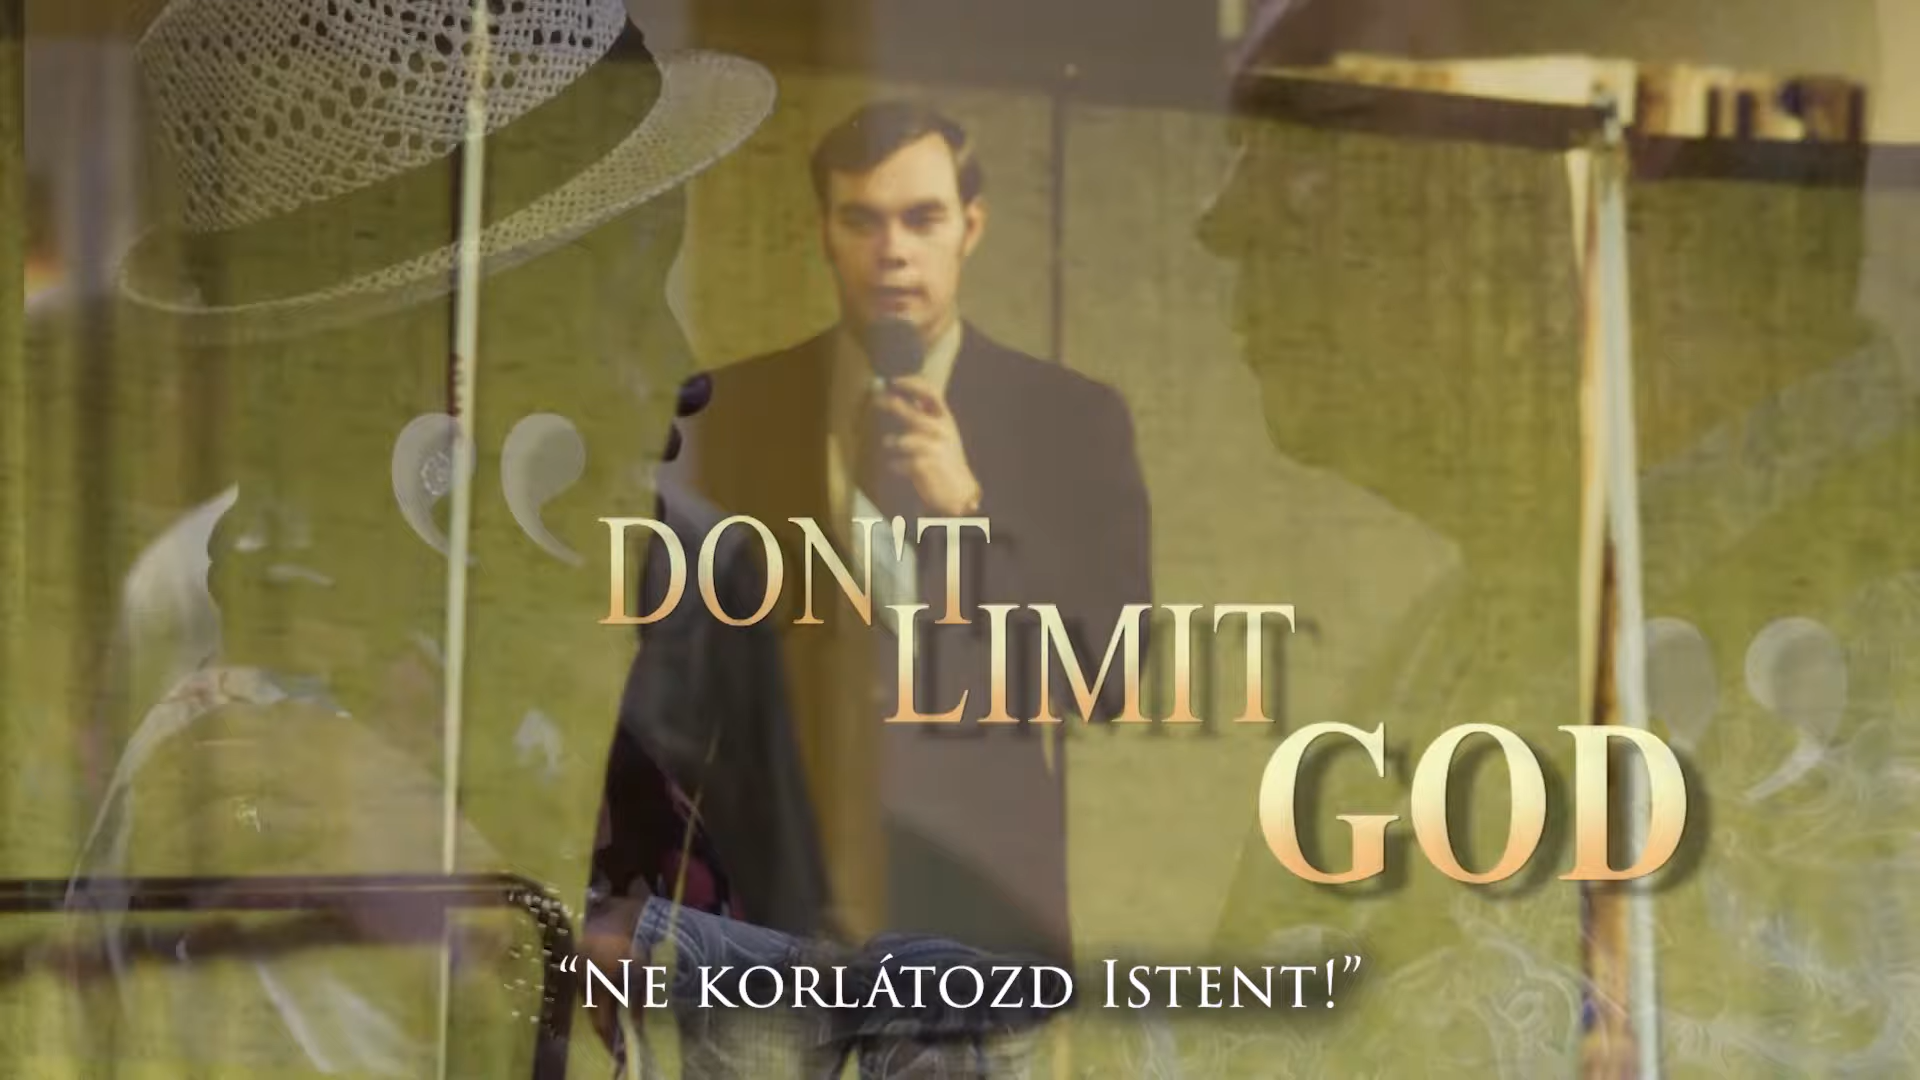 “DON'T
LIMIT
GOD”
“NE KORLÁTOZD ISTENT!”